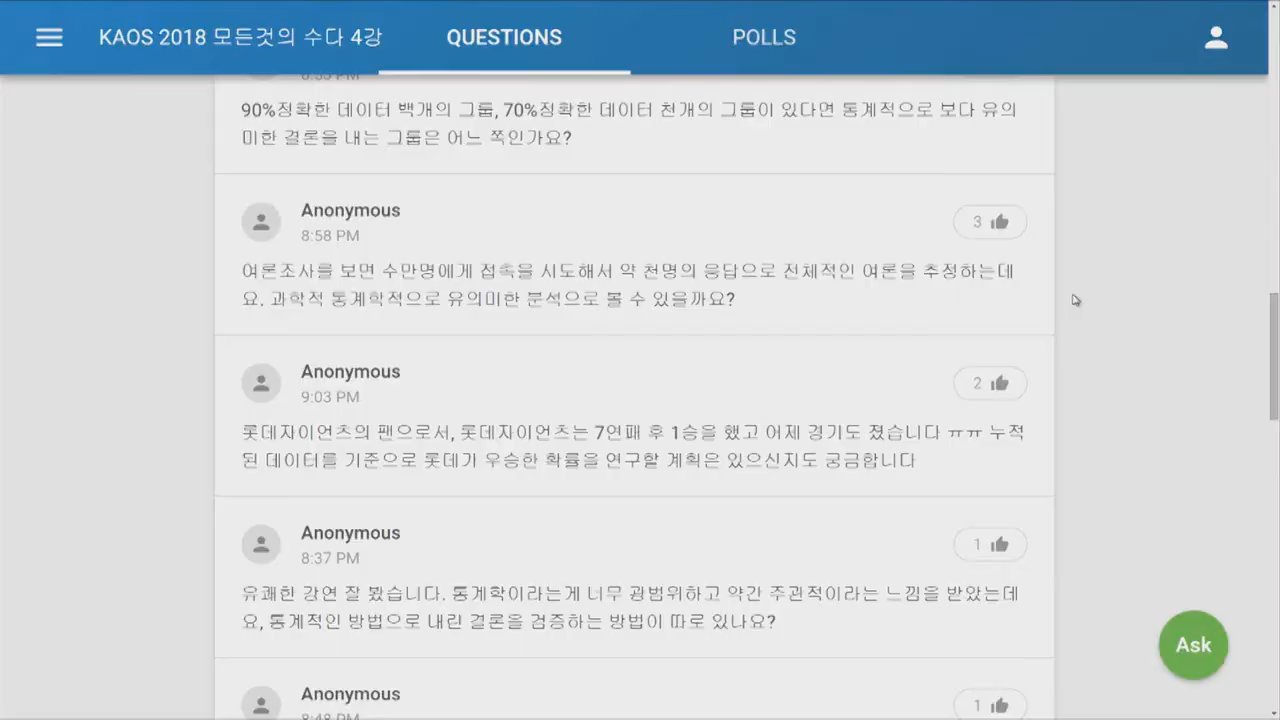 KAOS 2018 모든것의 수다 4강
QUESTIONS
POLLS
90%정확한 데이터 백개의 그룹, 70%정확한 데이터 천개의 그룹이 있다면 통계적으로 보다 유의
미한 결론을 내는 그룹은 어느 쪽인가요?
Anonymous
3
8:58 PM
여론조사를 보면 수만명에게 접촉을 시도해서 약 천명의 응답으로 전체적인 여론을 추정하는데
요. 과학적 통계학적으로 유의미한 분석으로 볼 수 있을까요?
Anonymous
2
9:03 PM
롯데자이언츠의 팬으로서, 롯데자이언츠는 7연패 후 1승을 했고 어제 경기도 졌습니다 ㅠㅠ 누적
된 데이터를 기준으로 롯데가 우승한 확률을 연구할 계획은 있으신지도 궁금합니다
Anonymous
1
8:37 PM
유쾌한 강연 잘 봤습니다. 통계학이라는게 너무 광범위하고 약간 주관적이라는 느낌을 받았는데
요, 통계적인 방법으로 내린 결론을 검증하는 방법이 따로 있나요?
Ask
Anonymous
1
8:48 PM